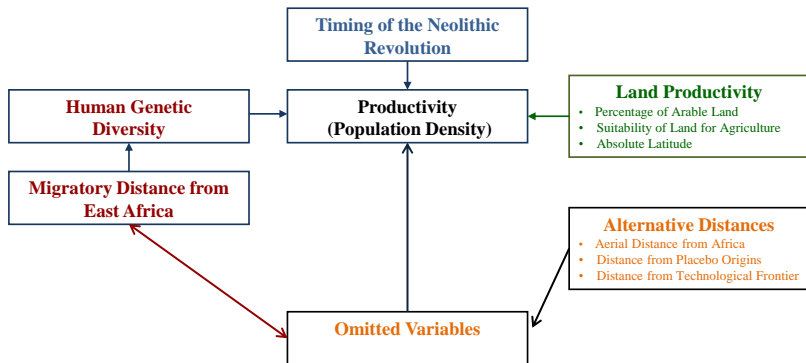 Timing of the Neolithic
Revolution
Human Genetic
Diversity
Productivity
(Population Density)
Land Productivity
• Percentage of Arable Land
• Suitability of Land for Agriculture
• Absolute Latitude
Migratory Distance from
East Africa
Alternative Distances
• Aerial Distance from Africa
• Distance from Placebo Origins
• Distance from Technological Frontier
Omitted Variables